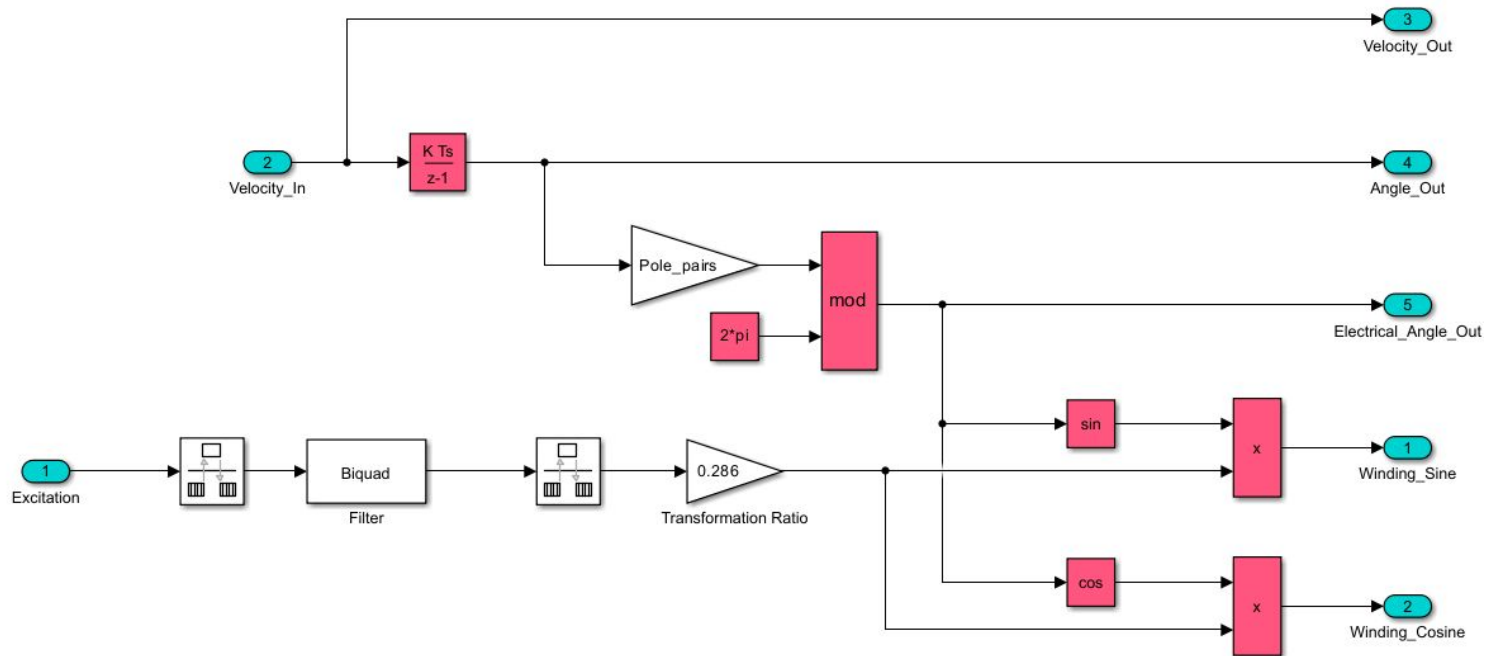 3
Velocity_Out
2
Velocity_In
K Ts
z-1
4
Angle_Out
Pole_pairs
mod
2*pi
5
Electrical_Angle_Out
sin
x
1
Winding_Sine
1
Excitation
Biquad
Filter
0.286
Transformation Ratio
cos
x
2
Winding_Cosine